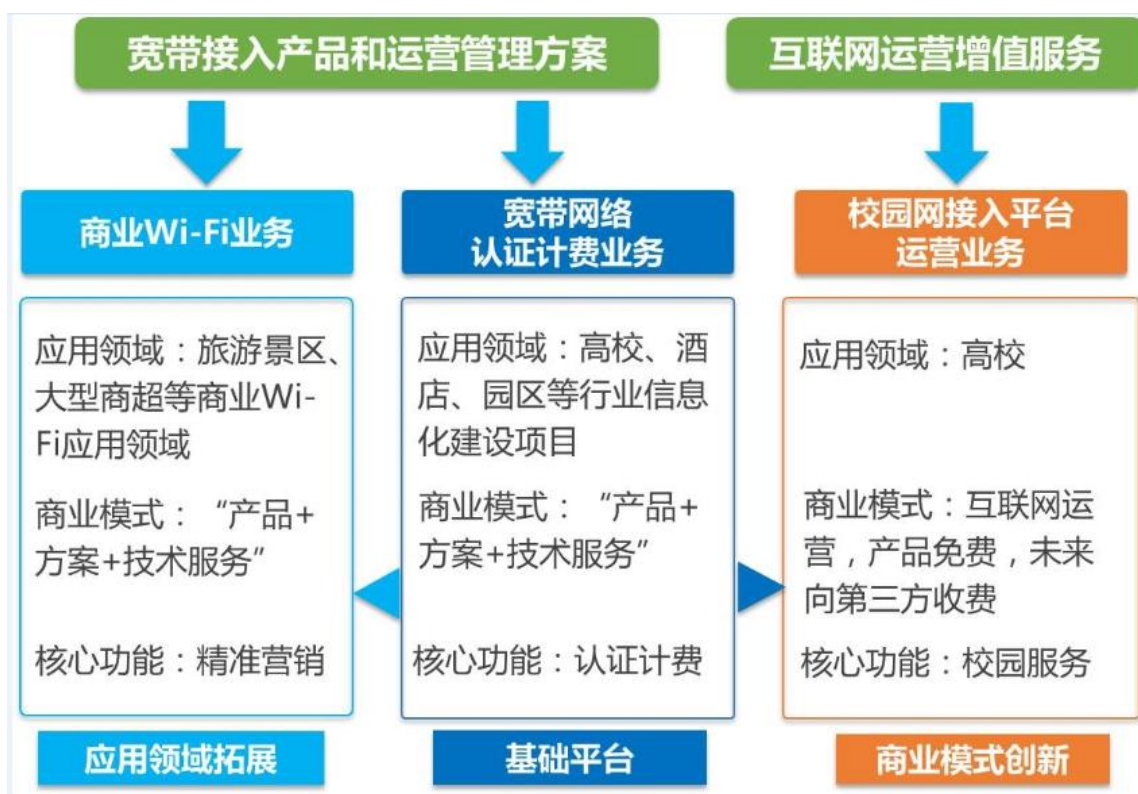 宽带接入产品和运营管理方案
互联网运营增值服务
商业Wi-Fi业务
宽带网络
认证计费业务
校园网接入平台
运营业务
应用领域：旅游景区、
大型商超等商业Wi-
Fi应用领域
商业模式：“产品+
方案+技术服务”
核心功能：精准营销
应用领域：高校、酒
店、园区等行业信息
化建设项目
商业模式：“产品+
方案+技术服务”
核心功能：认证计费
应用领域：高校
商业模式：互联网运
营，产品免费，未来
向第三方收费
核心功能：校园服务
应用领域拓展
基础平台
商业模式创新